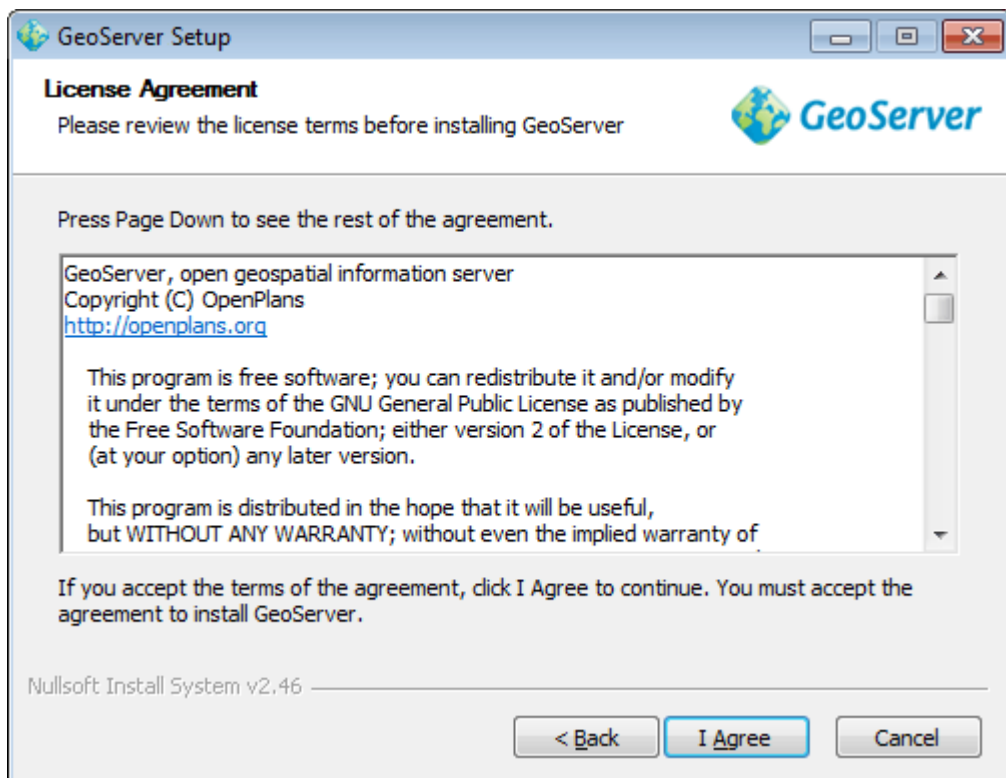 GeoServer Setup
License Agreement
Please review the license terms before installing GeoServer
GeoServer
Press Page Down to see the rest of the agreement.
GeoServer, open geospatial information server
Copyright (C) OpenPlans
http://openplans.org
This program is free software; you can redistribute it and/or modify
it under the terms of the GNU General Public License as published by
the Free Software Foundation; either version 2 of the License, or
(at your option) any later version.
This program is distributed in the hope that it will be useful,
but WITHOUT ANY WARRANTY; without even the implied warranty of
If you accept the terms of the agreement, click I Agree to continue. You must accept the
agreement to install GeoServer.
Nullsoft Install System v2.46
< Back
I Agree
Cancel